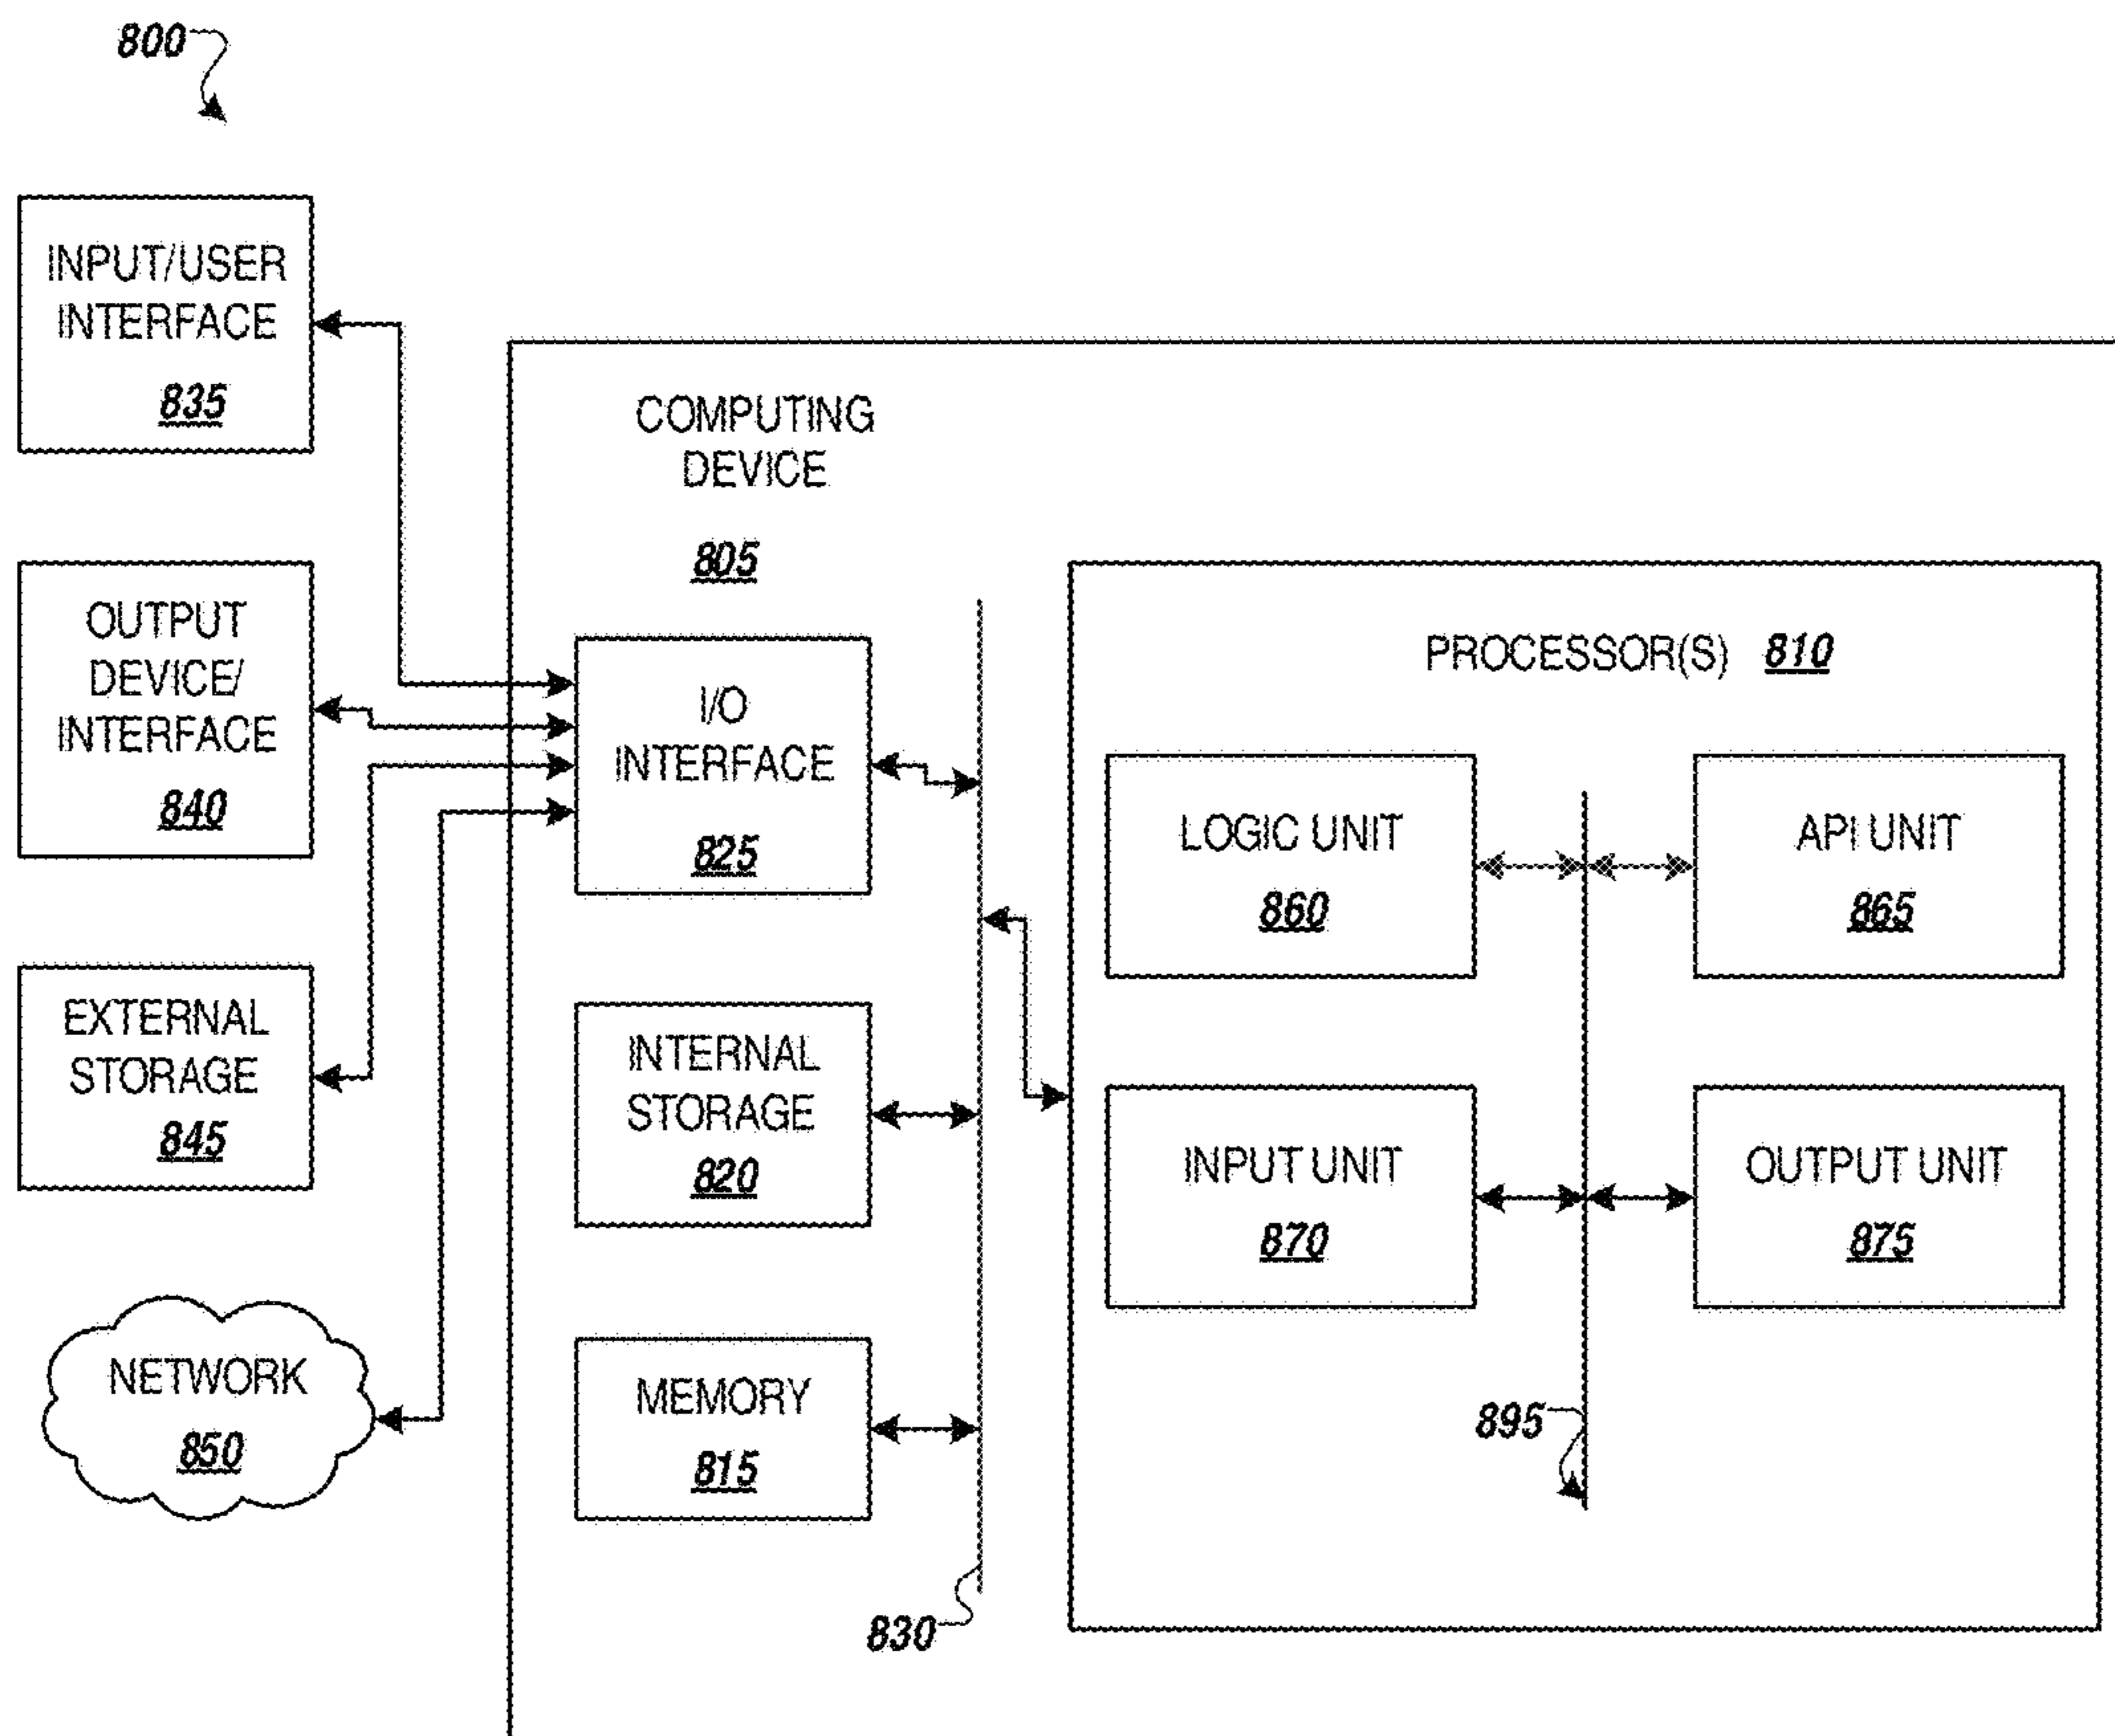 800
INPUT/USER
INTERFACE
835
OUTPUT
DEVICE/
INTERFACE
840
EXTERNAL
STORAGE
845
NETWORK
850
COMPUTING
DEVICE
805
I/O
INTERFACE
825
INTERNAL
STORAGE
820
MEMORY
815
830
PROCESSOR(S) 810
LOGIC UNIT
860
API UNIT
865
INPUT UNIT
870
OUTPUT UNIT
875
895